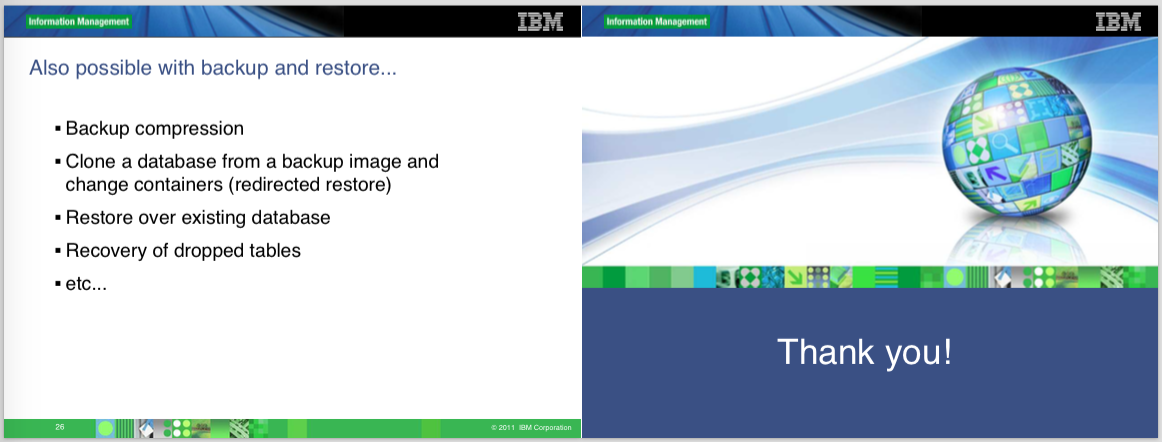 Information Management
IBM
Also possible with backup and restore...
▪ Backup compression
▪ Clone a database from a backup image and
change containers (redirected restore)
▪ Restore over existing database
▪ Recovery of dropped tables
▪ etc...
26
© 2011 IBM Corporation
Information Management
IBM
Thank you!